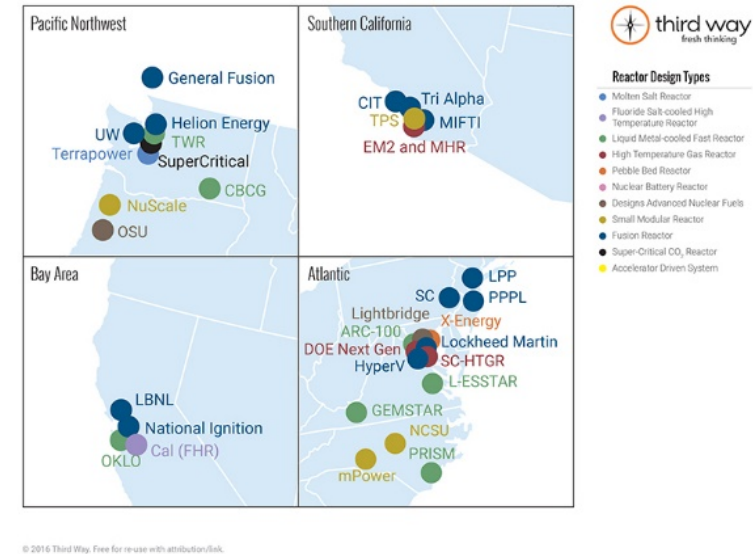 Pacific Northwest
General Fusion
UW
Helion Energy
TWR
Terrapower
SuperCritical
CBCG
NuScale
OSU
Southern California
CIT
Tri Alpha
TPS
MIFTI
EM2 and MHR
Bay Area
LBNL
National Ignition
Cal (FHR)
OKLO
Atlantic
LPP
SC
PPPL
Lightbridge
X-Energy
ARC-100
Lockheed Martin
DOE Next Gen
SC-HTGR
HyperV
L-ESSTAR
GEMSTAR
NCSU
PRISM
mPower
third way
fresh thinking
Reactor Design Types
Molten Salt Reactor
Fluoride Salt-cooled High
Temperature Reactor
Liquid Metal-cooled Fast Reactor
High Temperature Gas Reactor
Pebble Bed Reactor
Nuclear Battery Reactor
Designs Advanced Nuclear Fuels
Small Modular Reactor
Fusion Reactor
Super-Critical CO₂ Reactor
Accelerator Driven System
© 2016 Third Way. Free for re-use with attribution/link.